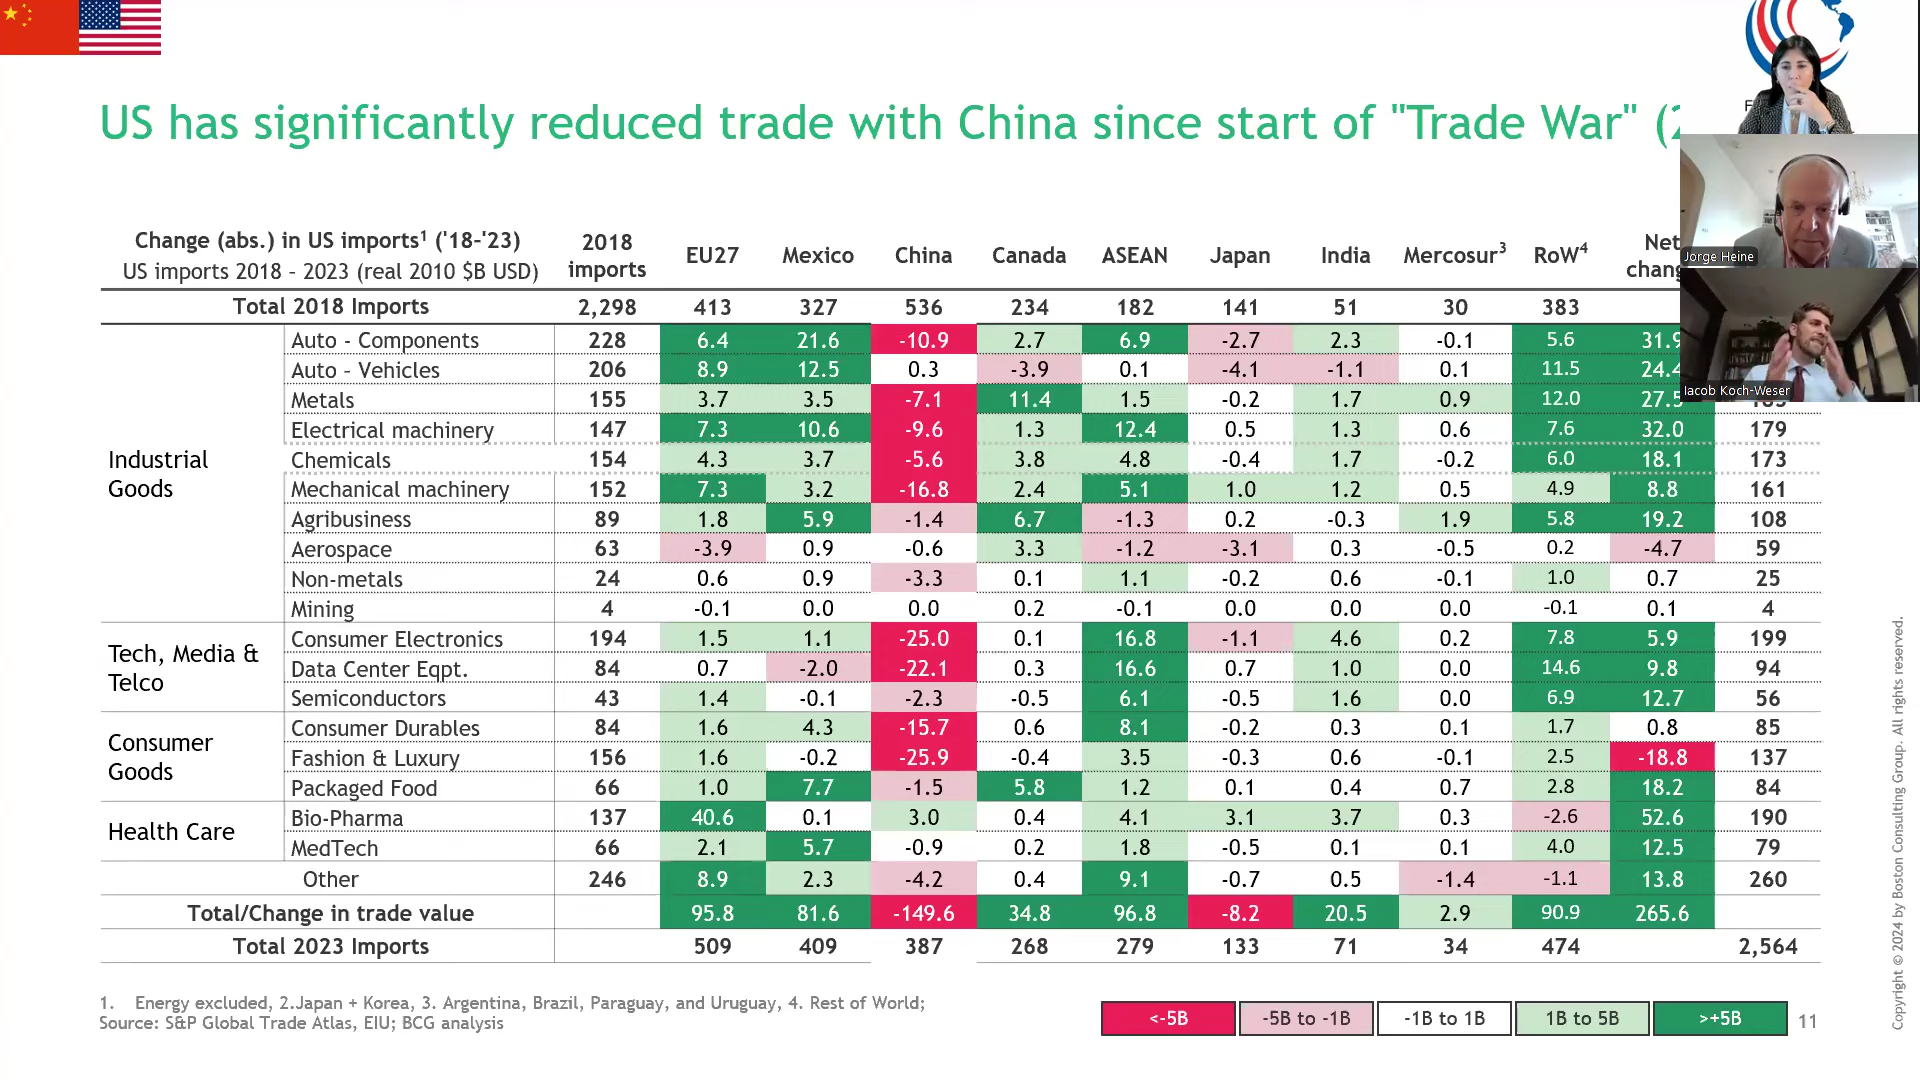 US has significantly reduced trade with China since start of "Trade War"
Change (abs.) in US imports¹ ('18-'23)
US imports 2018 - 2023 (real 2010 $B USD)
2018 imports EU27 Mexico China Canada ASEAN Japan India Mercosur³ RoW⁴ Net
Total 2018 Imports 2,298 413 327 536 234 182 141 51 30 383
Industrial Goods
Auto - Components 228 6.4 21.6 -10.9 2.7 6.9 -2.7 2.3 -0.1 5.6 31.9
Auto - Vehicles 206 8.9 12.5 0.3 -3.9 0.1 -4.1 -1.1 0.1 11.5 24.4
Metals 155 3.7 3.5 -7.1 11.4 1.5 -0.2 1.7 0.9 12.0 27.5
Electrical machinery 147 7.3 10.6 -9.6 1.3 12.4 0.5 1.3 0.6 7.6 32.0 179
Chemicals 154 4.3 3.7 -5.6 3.8 4.8 -0.4 1.7 -0.2 6.0 18.1 173
Mechanical machinery 152 7.3 3.2 -16.8 2.4 5.1 1.0 1.2 0.5 4.9 8.8 161
Agribusiness 89 1.8 5.9 -1.4 6.7 -1.3 0.2 -0.3 1.9 5.8 19.2 108
Aerospace 63 -3.9 0.9 -0.6 3.3 -1.2 -3.1 0.3 -0.5 0.2 -4.7 59
Non-metals 24 0.6 0.9 -3.3 0.1 1.1 -0.2 0.6 -0.1 1.0 0.7 25
Mining 4 -0.1 0.0 0.0 0.2 -0.1 0.0 0.0 0.0 -0.1 0.1 4
Tech, Media & Telco
Consumer Electronics 194 1.5 1.1 -25.0 0.1 16.8 -1.1 4.6 0.2 7.8 5.9 199
Data Center Eqpt. 84 0.7 -2.0 -22.1 0.3 16.6 0.7 1.0 0.0 14.6 9.8 94
Semiconductors 43 1.4 -0.1 -2.3 -0.5 6.1 -0.5 1.6 0.0 6.9 12.7 56
Consumer Goods
Consumer Durables 84 1.6 4.3 -15.7 0.6 8.1 -0.2 0.3 0.1 1.7 0.8 85
Fashion & Luxury 156 1.6 -0.2 -25.9 -0.4 3.5 -0.3 0.6 -0.1 2.5 -18.8 137
Packaged Food 66 1.0 7.7 -1.5 5.8 1.2 0.1 0.4 0.7 2.8 18.2 84
Health Care
Bio-Pharma 137 40.6 0.1 3.0 0.4 4.1 3.1 3.7 0.3 -2.6 52.6 190
MedTech 66 2.1 5.7 -0.9 0.2 1.8 -0.5 0.1 0.1 4.0 12.5 79
Other 246 8.9 2.3 -4.2 0.4 9.1 -0.7 0.5 -1.4 -1.1 13.8 260
Total/Change in trade value 95.8 81.6 -149.6 34.8 96.8 -8.2 20.5 2.9 90.9 265.6
Total 2023 Imports 509 409 387 268 279 133 71 34 474 2,564
1. Energy excluded, 2.Japan + Korea, 3. Argentina, Brazil, Paraguay, and Uruguay, 4. Rest of World;
Source: S&P Global Trade Atlas, EIU; BCG analysis
<-5B -5B to -1B -1B to 1B 1B to 5B >+5B
11
Copyright © 2024 by Boston Consulting Group. All rights reserved.
Jorge Heine
Jacob Koch-Weser